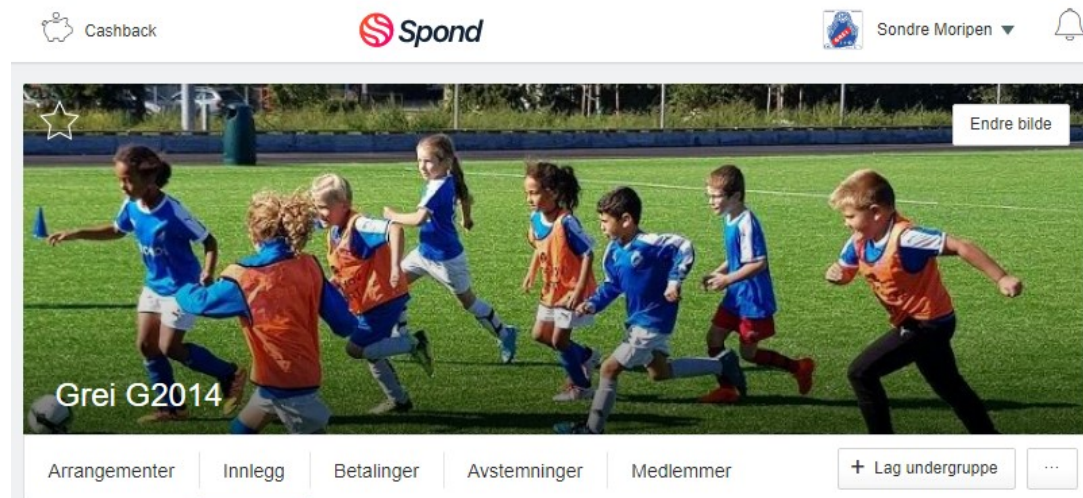 Cashback
Spond
Sondre Moripen
Endre bilde
Grei G2014
Arrangementer
Innlegg
Betalinger
Avstemninger
Medlemmer
+ Lag undergruppe
...